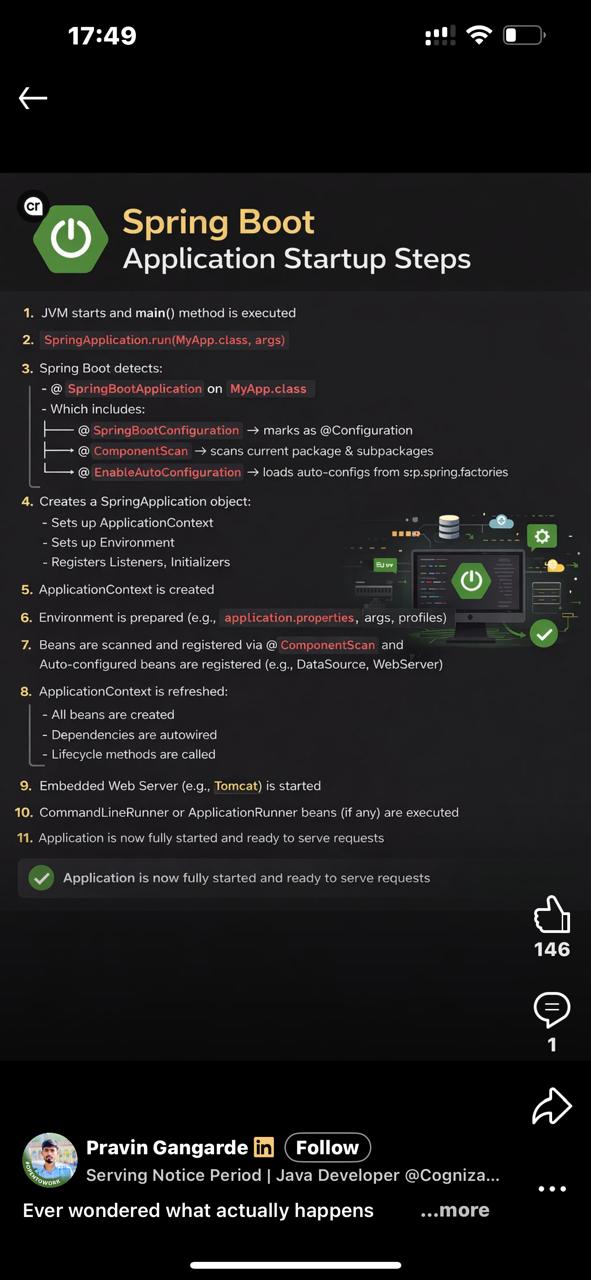 17:49
cr
Spring Boot
Application Startup Steps
1. JVM starts and main() method is executed
2. SpringApplication.run(MyApp.class, args)
3. Spring Boot detects:
- @ SpringBootApplication on MyApp.class
- Which includes:
@ SpringBootConfiguration → marks as @Configuration
@ ComponentScan → scans current package & subpackages
@ EnableAutoConfiguration → loads auto-configs from s:p.spring.factories
4. Creates a SpringApplication object:
- Sets up ApplicationContext
- Sets up Environment
- Registers Listeners, Initializers
5. ApplicationContext is created
6. Environment is prepared (e.g., application.properties, args, profiles)
7. Beans are scanned and registered via @ ComponentScan and
Auto-configured beans are registered (e.g., DataSource, WebServer)
8. ApplicationContext is refreshed:
- All beans are created
- Dependencies are autowired
- Lifecycle methods are called
9. Embedded Web Server (e.g., Tomcat) is started
10. CommandLineRunner or ApplicationRunner beans (if any) are executed
11. Application is now fully started and ready to serve requests
Application is now fully started and ready to serve requests
146
1
Pravin Gangarde in Follow
#OPENTOWORK
Serving Notice Period | Java Developer @Cogniza...
Ever wondered what actually happens ...more